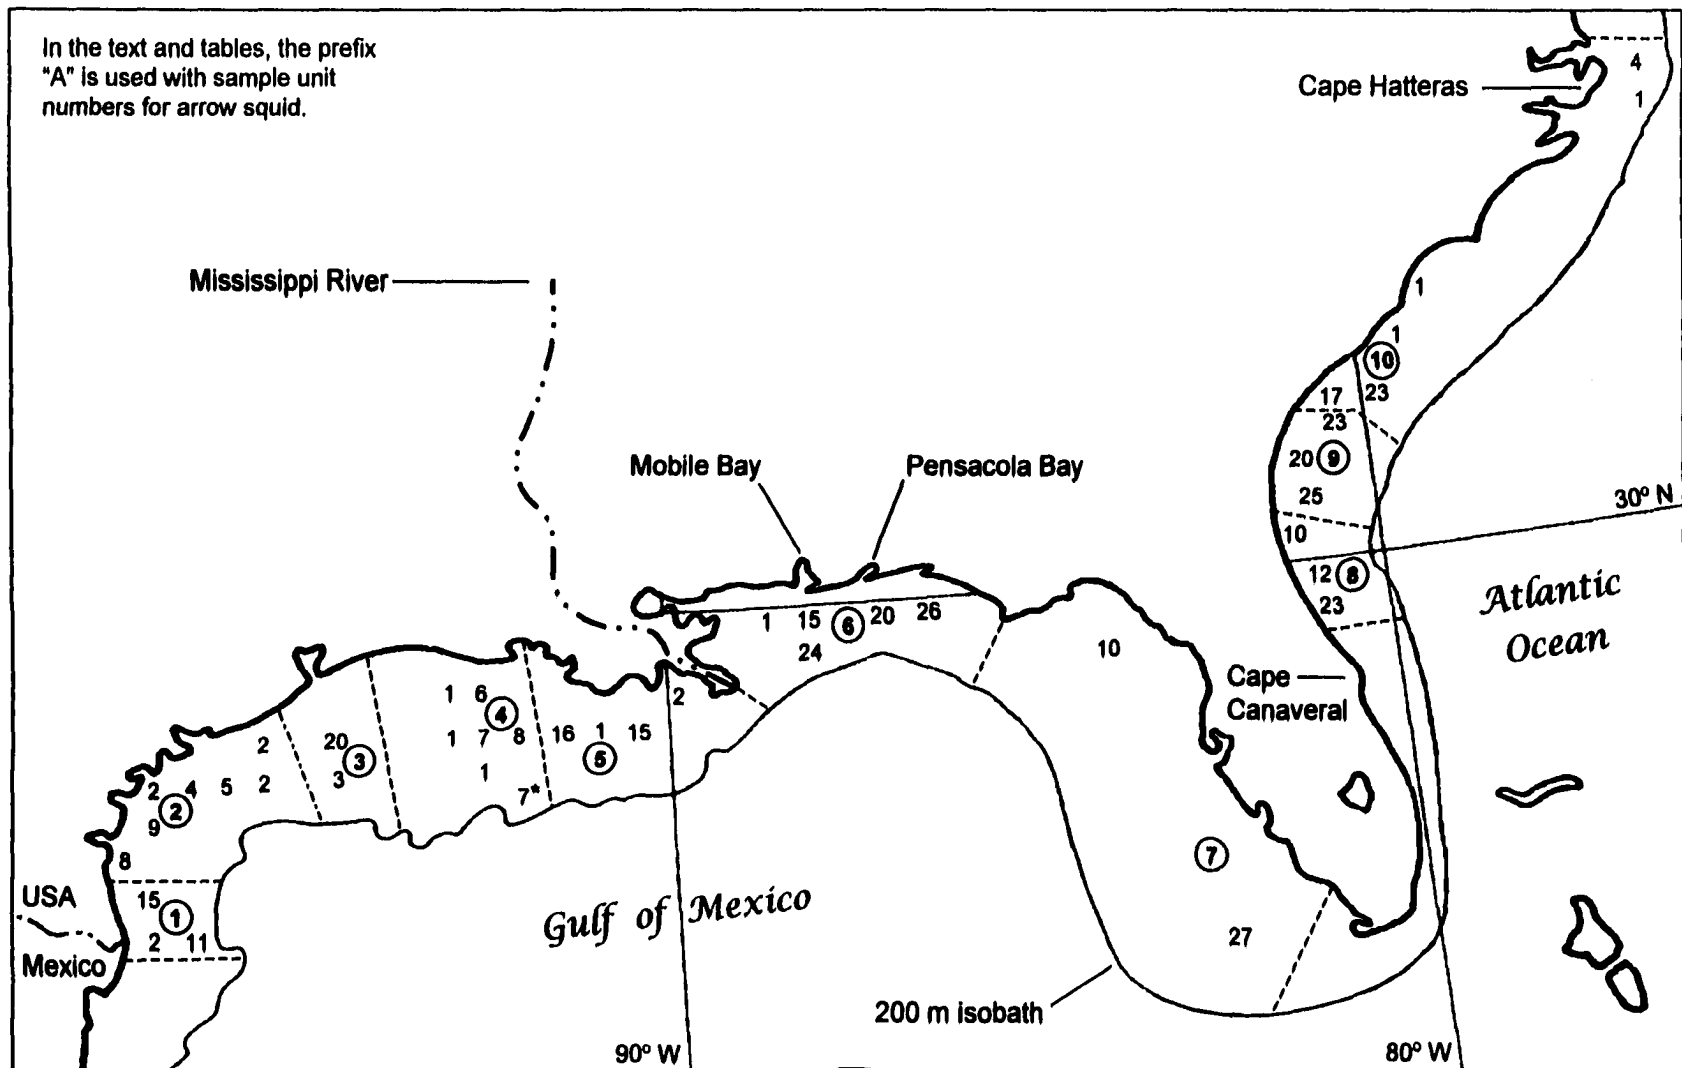 In the text and tables, the prefix
"A" is used with sample unit
numbers for arrow squid.
4
Cape Hatteras
1
Mississippi River
1
1
10
17
23
23
Mobile Bay
Pensacola Bay
20
9
25
30º N
10
12
8
23
Atlantic
Ocean
1
15
6
20
26
24
10
Cape
Canaveral
2
1
6
4
1
7
8
16
1
15
5
1
7*
2
20
3
3
2
4
5
2
2
9
8
7
USA
15
1
2
11
Mexico
Gulf of Mexico
27
200 m isobath
90º W
80º W